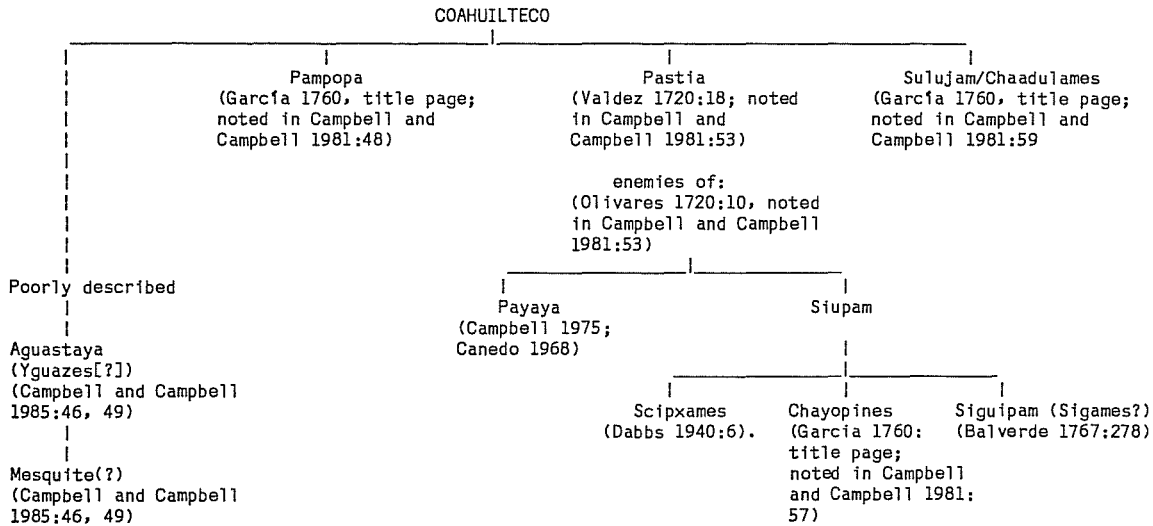 COAHUILTECO
Pampopa
(García 1760, title page;
noted in Campbell and
Campbell 1981:48)
Pastia
(Valdez 1720:18; noted
in Campbell and
Campbell 1981:53)
Sulujam/Chaadulames
(García 1760, title page;
noted in Campbell and
Campbell 1981:59
enemies of:
(Olivares 1720:10, noted
in Campbell and Campbell
1981:53)
Poorly described
Aguastaya
(Yguazes[?])
(Campbell and Campbell
1985:46, 49)
Mesquite(?)
(Campbell and Campbell
1985:46, 49)
Payaya
(Campbell 1975;
Canedo 1968)
Siupam
Scipxames
(Dabbs 1940:6).
Chayopines
(Garcia 1760:
title page;
noted in Campbell
and Campbell 1981:
57)
Siguipam (Sigames?)
(Balverde 1767:278)